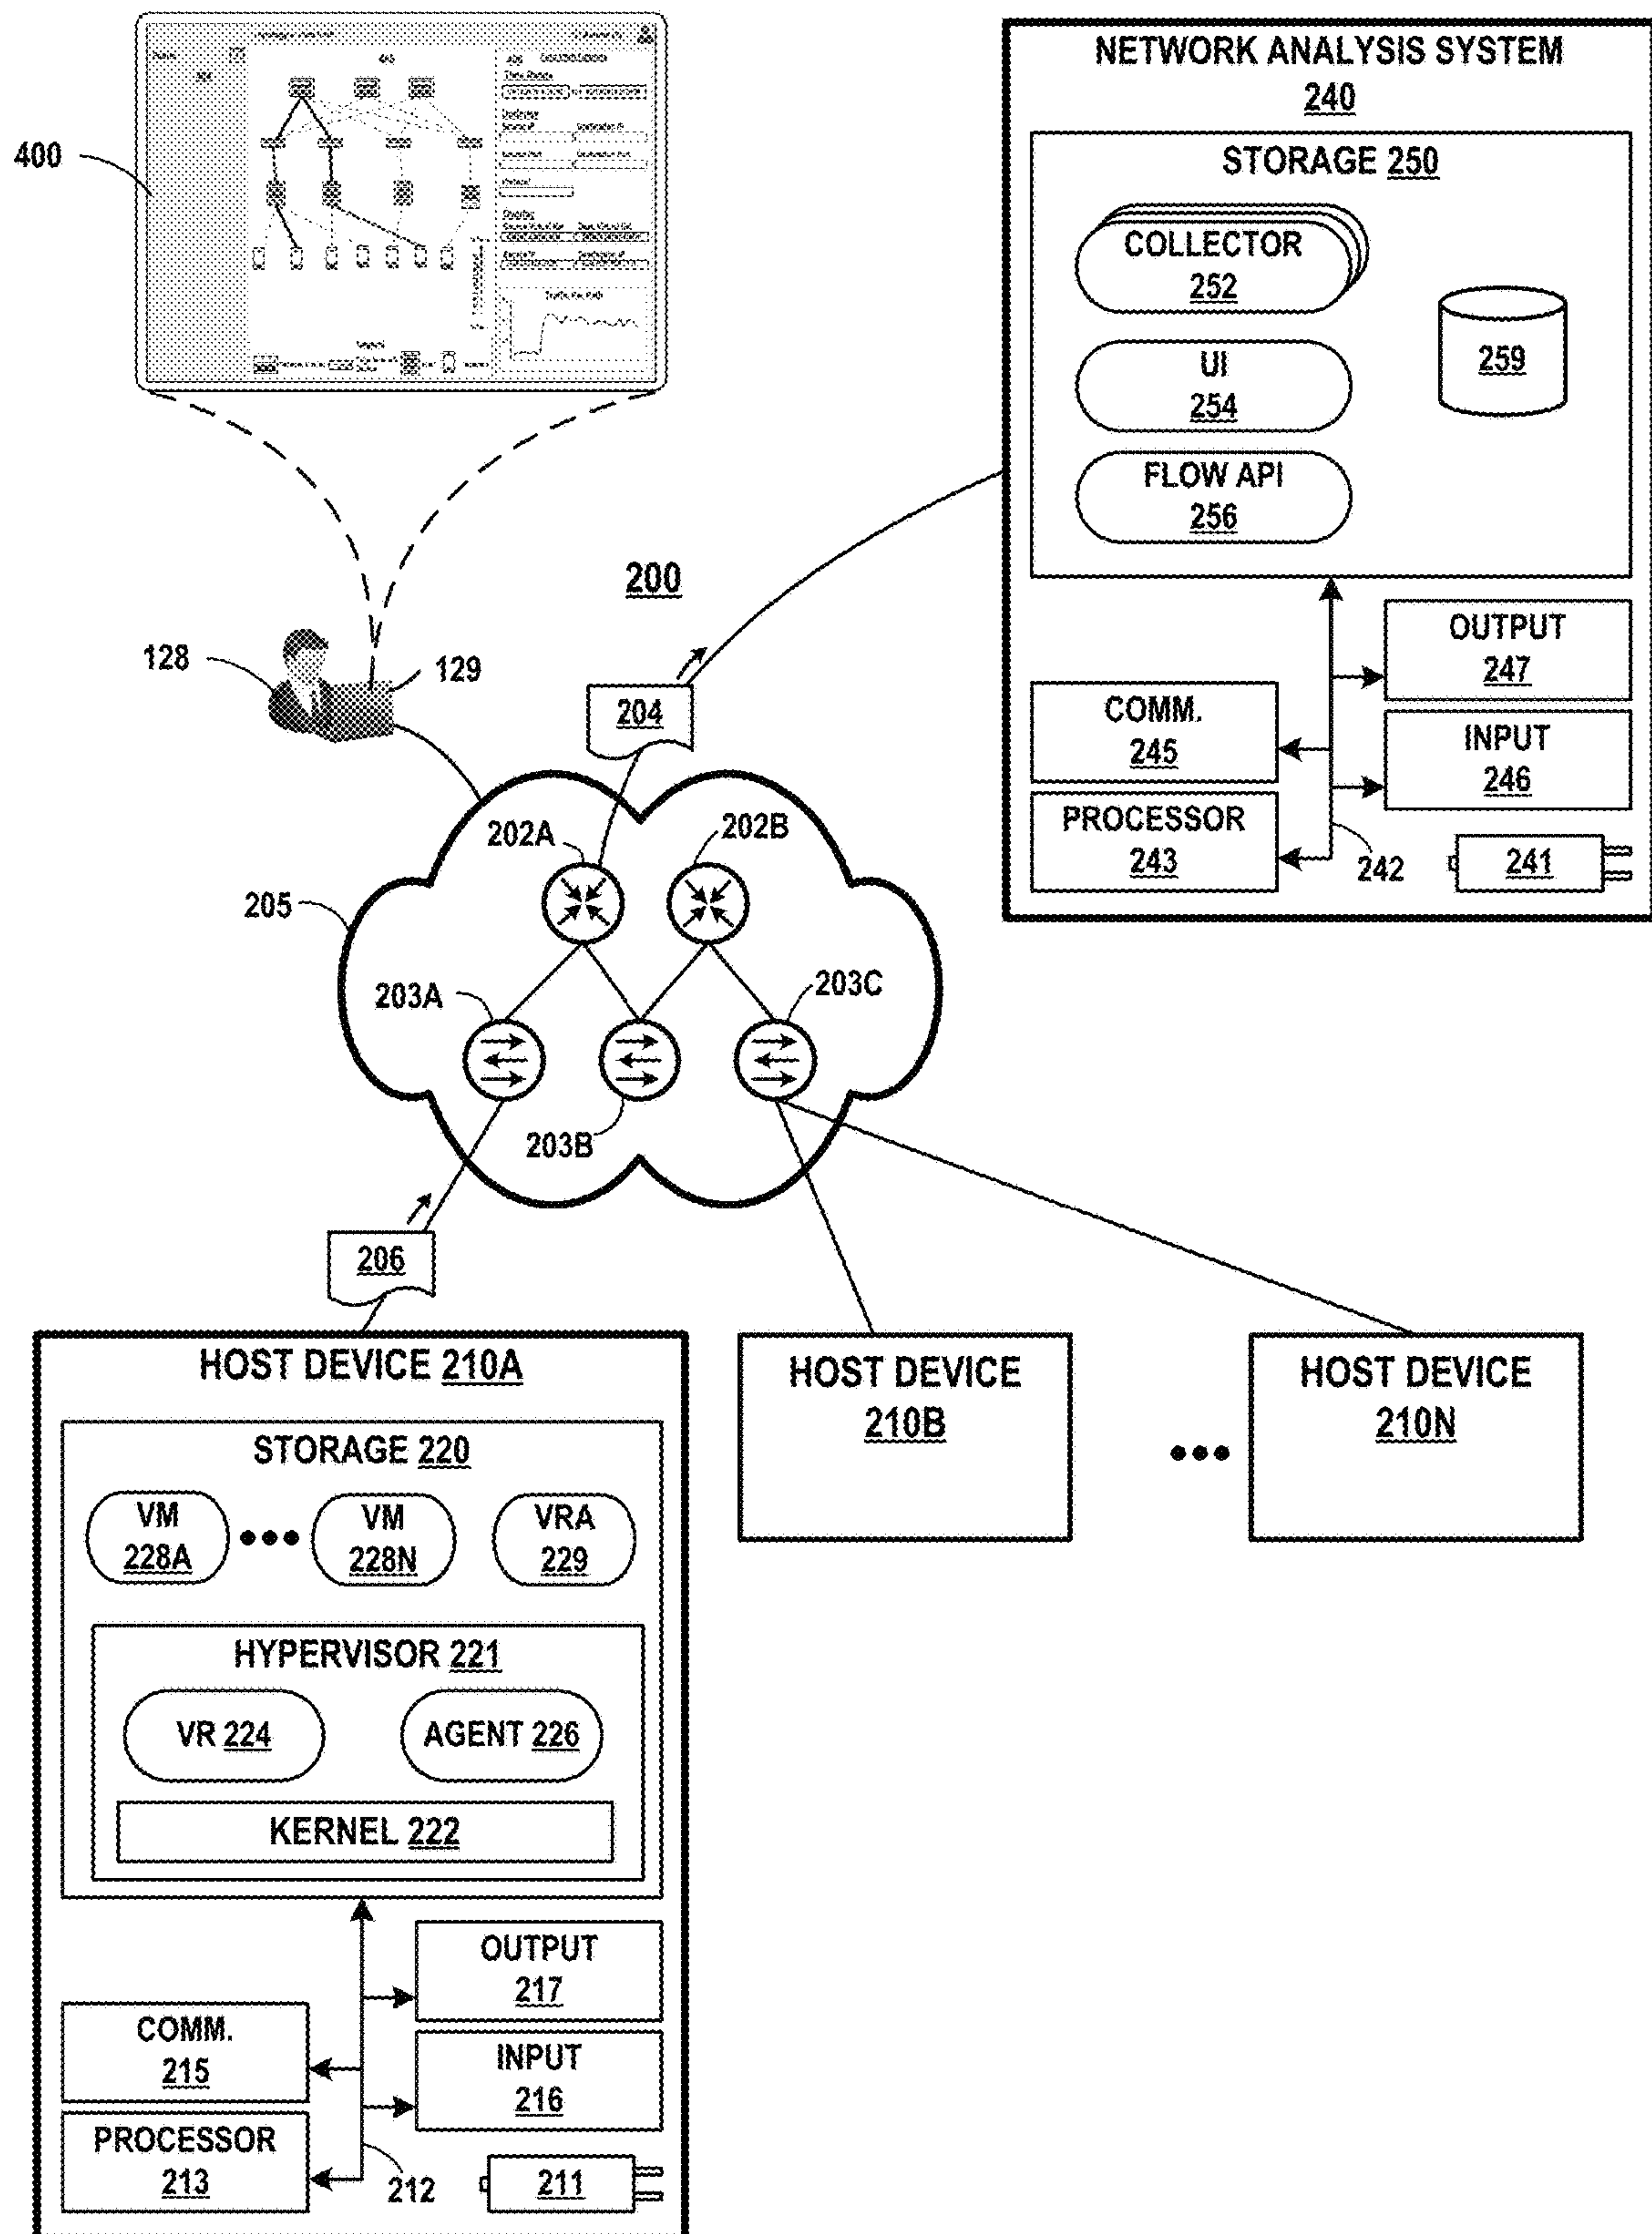 400
Traffic Per Path
NETWORK ANALYSIS SYSTEM
240
STORAGE 250
COLLECTOR
252
UI
254
FLOW API
256
259
OUTPUT
247
COMM.
245
INPUT
246
PROCESSOR
243
242
241
200
128
129
204
205
202A
202B
203A
203C
203B
206
HOST DEVICE 210A
STORAGE 220
VM
228A
VM
228N
VRA
229
HYPERVISOR 221
VR 224
AGENT 226
KERNEL 222
OUTPUT
217
COMM.
215
INPUT
216
PROCESSOR
213
212
211
HOST DEVICE
210B
HOST DEVICE
210N